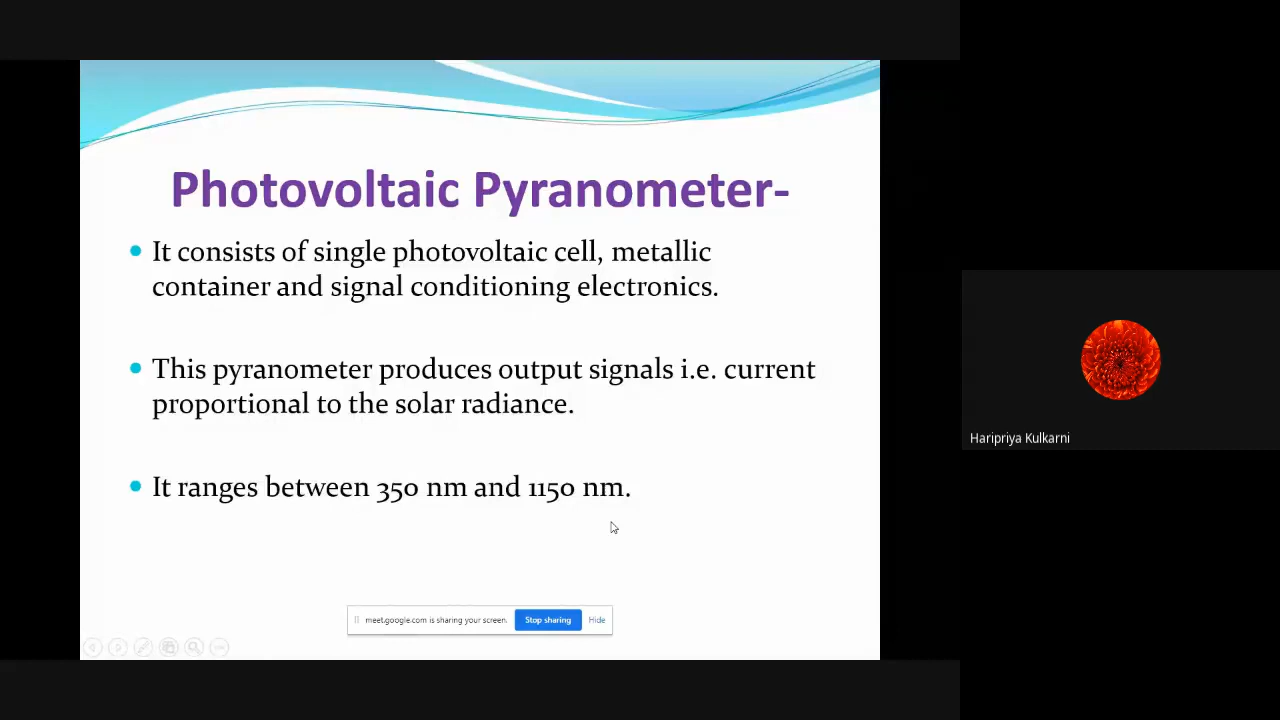 Photovoltaic Pyranometer-
It consists of single photovoltaic cell, metallic
container and signal conditioning electronics.
This pyranometer produces output signals i.e. current
proportional to the solar radiance.
It ranges between 350 nm and 1150 nm.
meet.google.com is sharing your screen. Stop sharing Hide
Haripriya Kulkarni